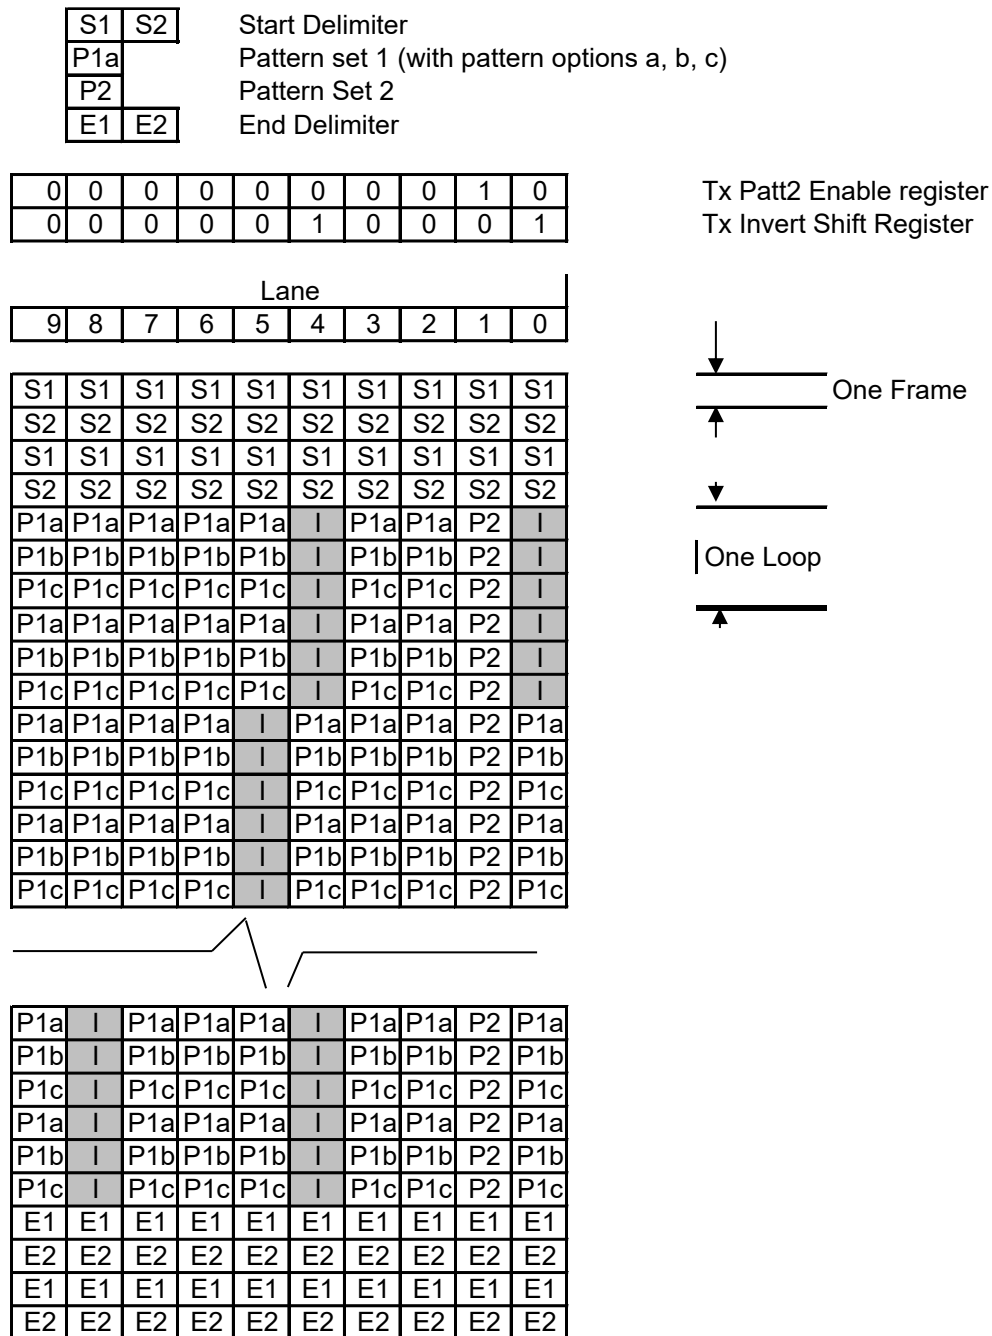 S1 S2 Start Delimiter
P1a Pattern set 1 (with pattern options a, b, c)
P2 Pattern Set 2
E1 E2 End Delimiter
0 0 0 0 0 0 0 0 1 0 Tx Patt2 Enable register
0 0 0 0 0 1 0 0 0 1 Tx Invert Shift Register
Lane
9 8 7 6 5 4 3 2 1 0
S1 S1 S1 S1 S1 S1 S1 S1 S1 S1 One Frame
S2 S2 S2 S2 S2 S2 S2 S2 S2 S2
S1 S1 S1 S1 S1 S1 S1 S1 S1 S1
S2 S2 S2 S2 S2 S2 S2 S2 S2 S2
P1a P1a P1a P1a P1a I P1a P1a P2 I
P1b P1b P1b P1b P1b I P1b P1b P2 I One Loop
P1c P1c P1c P1c P1c I P1c P1c P2 I
P1a P1a P1a P1a P1a I P1a P1a P2 I
P1b P1b P1b P1b P1b I P1b P1b P2 I
P1c P1c P1c P1c P1c I P1c P1c P2 I
P1a P1a P1a P1a I P1a P1a P1a P2 P1a
P1b P1b P1b P1b I P1b P1b P1b P2 P1b
P1c P1c P1c P1c I P1c P1c P1c P2 P1c
P1a P1a P1a P1a I P1a P1a P1a P2 P1a
P1b P1b P1b P1b I P1b P1b P1b P2 P1b
P1c P1c P1c P1c I P1c P1c P1c P2 P1c
P1a I P1a P1a P1a I P1a P1a P2 P1a
P1b I P1b P1b P1b I P1b P1b P2 P1b
P1c I P1c P1c P1c I P1c P1c P2 P1c
P1a I P1a P1a P1a I P1a P1a P2 P1a
P1b I P1b P1b P1b I P1b P1b P2 P1b
P1c I P1c P1c P1c I P1c P1c P2 P1c
E1 E1 E1 E1 E1 E1 E1 E1 E1 E1
E2 E2 E2 E2 E2 E2 E2 E2 E2 E2
E1 E1 E1 E1 E1 E1 E1 E1 E1 E1
E2 E2 E2 E2 E2 E2 E2 E2 E2 E2